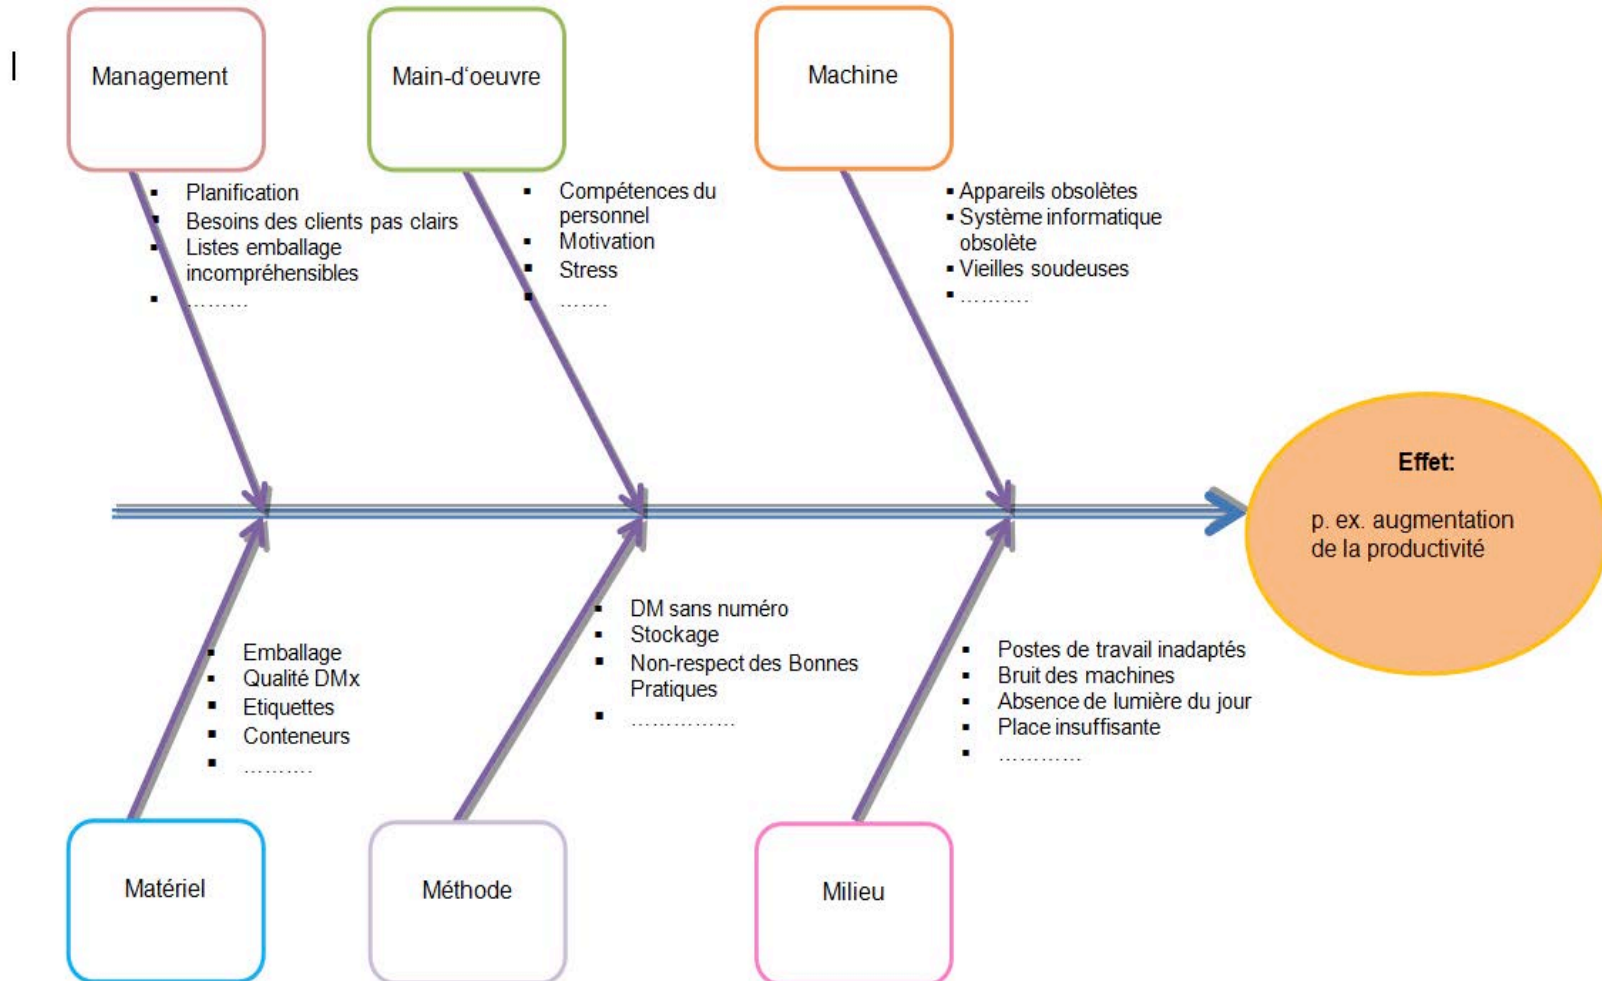 Management
Main-d‘oeuvre
Machine
▪ Planification
▪ Besoins des clients pas clairs
▪ Listes emballage
incompréhensibles
▪ ………
▪ Compétences du
personnel
▪ Motivation
▪ Stress
▪ …….
▪ Appareils obsolètes
▪ Système informatique
obsolète
▪ Vieilles soudeuses
▪ ……….
Effet:
p. ex. augmentation
de la productivité
▪ Emballage
▪ Qualité DMx
▪ Etiquettes
▪ Conteneurs
▪ ……….
▪ DM sans numéro
▪ Stockage
▪ Non-respect des Bonnes
Pratiques
▪ ……………
▪ Postes de travail inadaptés
▪ Bruit des machines
▪ Absence de lumière du jour
▪ Place insuffisante
▪ …………
Matériel
Méthode
Milieu